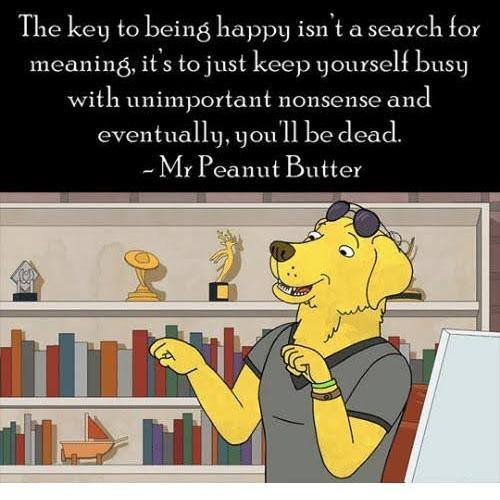 The key to being happy isn't a search for
meaning, it's to just keep yourself busy
with unimportant nonsense and
eventually, you'll be dead.
~ Mr Peanut Butter